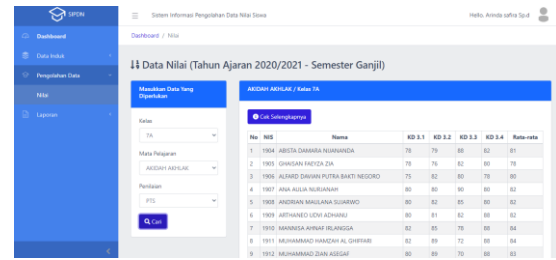 SIPDN
Sistem Informasi Pengolahan Data Nilai Siswa
Hello, Arinda safira Sp.d
Dashboard
Data Induk
Pengolahan Data
Nilai
Laporan
Dashboard / Nilai
Data Nilai (Tahun Ajaran 2020/2021 - Semester Ganjil)
Masukkan Data Yang
Diperlukan
Kelas
7A
Mata Pelajaran
AKIDAH AKHLAK
Penilaian
PTS
Cari
AKIDAH AKHLAK / Kelas 7A
Cek Selengkapnya
No NIS Nama KD 3.1 KD 3.2 KD 3.3 KD 3.4 Rata-rata
1 1904 ABISTA DAMARA NUANANDA 78 79 88 82 81
2 1905 GHAISAN FAEYZA ZIA 78 76 82 80 78
3 1906 ALFARD DAVIAN PUTRA BAKTI NEGORO 75 82 80 78 80
4 1907 ANA AULIA NURJANAH 80 80 90 80 82
5 1908 ANDRIAN MAULANA SUJARWO 80 82 85 80 82
6 1909 ARTHANEO UDVI ADHANU 80 81 82 88 82
7 1910 MANNISA AHNAF IRLANGGA 82 85 78 88 84
8 1911 MUHAMMAD HAMZAH AL GHIFFARI 82 89 72 88 84
9 1912 MUHAMMAD ZIAN ASEGAF 80 89 70 88 83